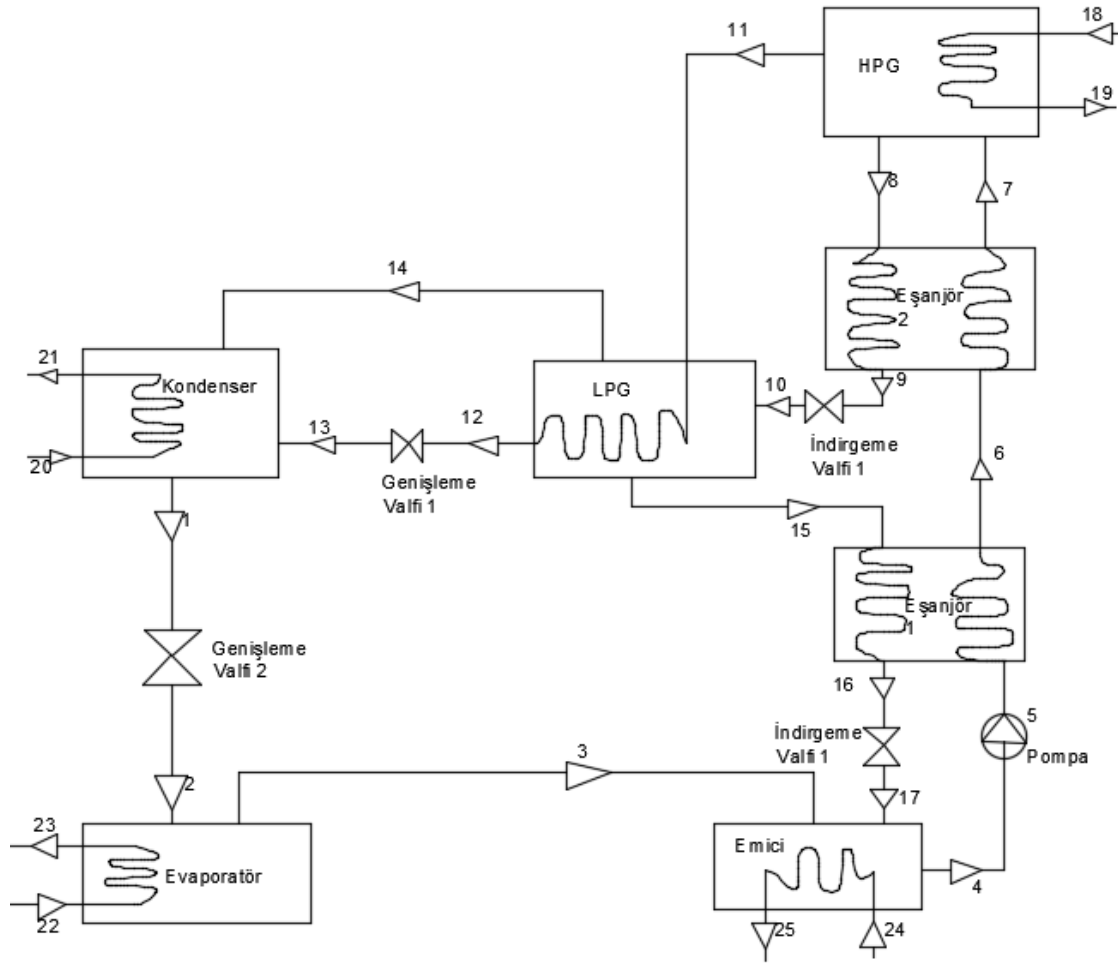 18
11
HPG
19
8
7
14
Eşanjör
2
21
Kondenser
LPG
10
9
13
12
20
İndirgeme
Valfi 1
6
Genişleme
Valfi 1
1
15
Eşanjör
1
Genişleme
Valfi 2
16
5
İndirgeme
Valfi 1
Pompa
3
2
17
23
Emici
Evaporatör
4
22
25
24